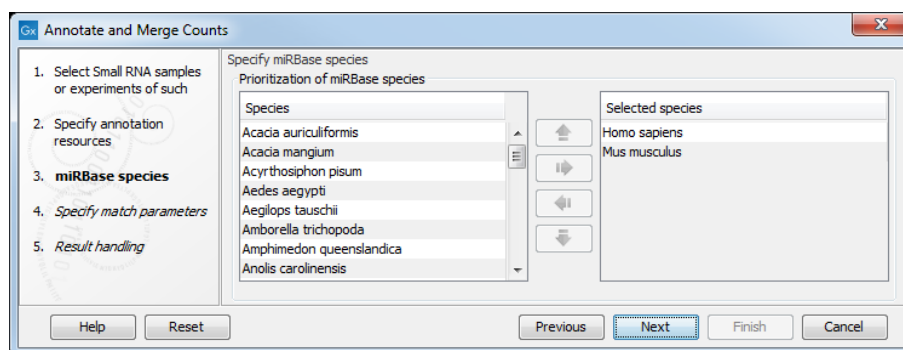 Gx Annotate and Merge Counts
1. Select Small RNA samples
or experiments of such
2. Specify annotation
resources
3. miRBase species
4. Specify match parameters
5. Result handling
Specify miRBase species
Prioritization of miRBase species
Species
Acacia auriculiformis
Acacia mangium
Acyrthosiphon pisum
Aedes aegypti
Aegilops tauschii
Amborella trichopoda
Amphimedon queenslandica
Anolis carolinensis
Selected species
Homo sapiens
Mus musculus
Help
Reset
Previous
Next
Finish
Cancel